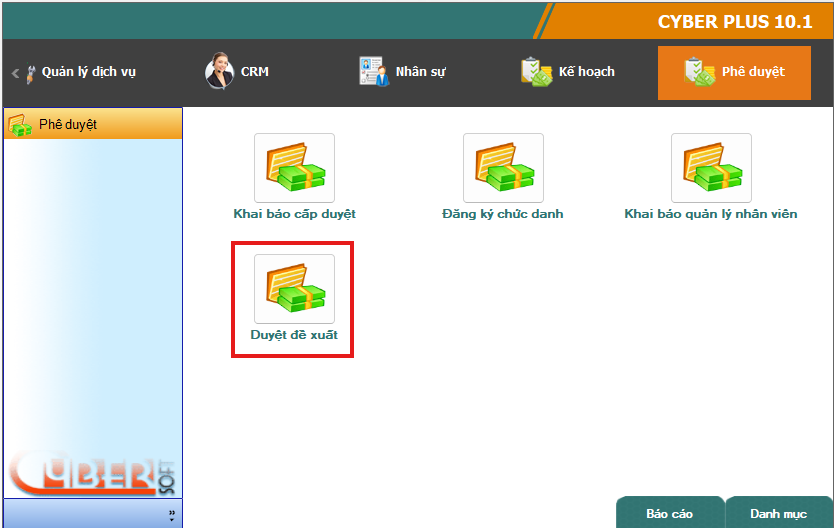 CYBER PLUS 10.1
Quản lý dịch vụ
CRM
Nhân sự
Kế hoạch
Phê duyệt
Phê duyệt
Khai báo cấp duyệt
Đăng ký chức danh
Khai báo quản lý nhân viên
Duyệt đề xuất
CYBER SOFT
Báo cáo
Danh mục